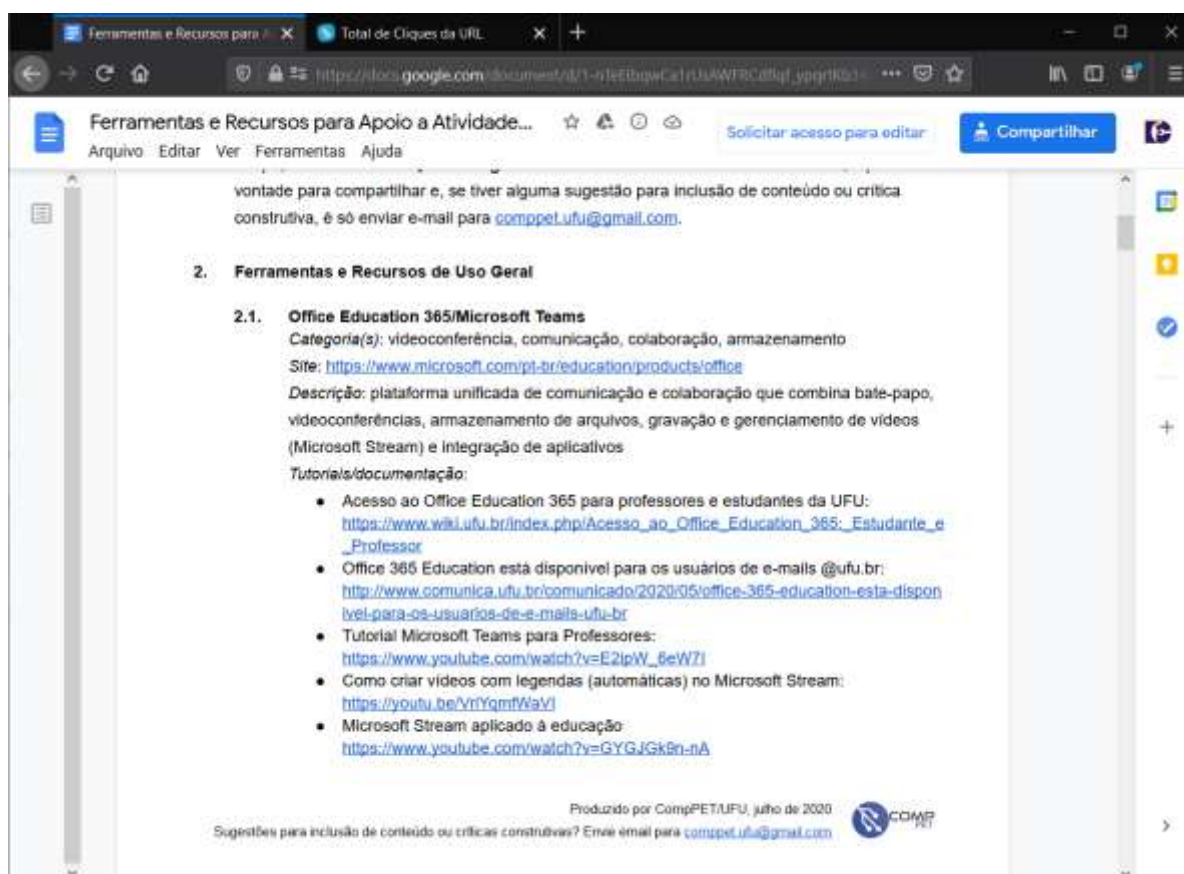 Ferramentas e Recursos para A
Total de Cliques da URL
google.com
Ferramentas e Recursos para Apoio a Atividade...
Solicitar acesso para editar
Compartilhar
Arquivo Editar Ver Ferramentas Ajuda
vontade para compartilhar e, se tiver alguma sugestão para inclusão de conteúdo ou crítica
construtiva, é só enviar e-mail para comppet.ufu@gmail.com.
2. Ferramentas e Recursos de Uso Geral
2.1. Office Education 365/Microsoft Teams
Categoria(s): videoconferência, comunicação, colaboração, armazenamento
Site: https://www.microsoft.com/pt-br/education/products/office
Descrição: plataforma unificada de comunicação e colaboração que combina bate-papo,
videoconferências, armazenamento de arquivos, gravação e gerenciamento de vídeos
(Microsoft Stream) e integração de aplicativos
Tutoriais/documentação:
● Acesso ao Office Education 365 para professores e estudantes da UFU:
https://www.wiki.ufu.br/index.php/Acesso_ao_Office_Education_365:_Estudante_e
_Professor
● Office 365 Education está disponível para os usuários de e-mails @ufu.br:
http://www.comunica.ufu.br/comunicado/2020/05/office-365-education-esta-dispon
ivel-para-os-usuarios-de-e-mails-ufu-br
● Tutorial Microsoft Teams para Professores:
https://www.youtube.com/watch?v=E2ipW_6eW7I
● Como criar vídeos com legendas (automáticas) no Microsoft Stream:
https://youtu.be/VrlYqmfWaVI
● Microsoft Stream aplicado à educação
https://www.youtube.com/watch?v=GYGJGk9n-nA
Produzido por CompPET/UFU, julho de 2020
Sugestões para inclusão de conteúdo ou críticas construtivas? Envie email para comppet.ufu@gmail.com
COMP
PET